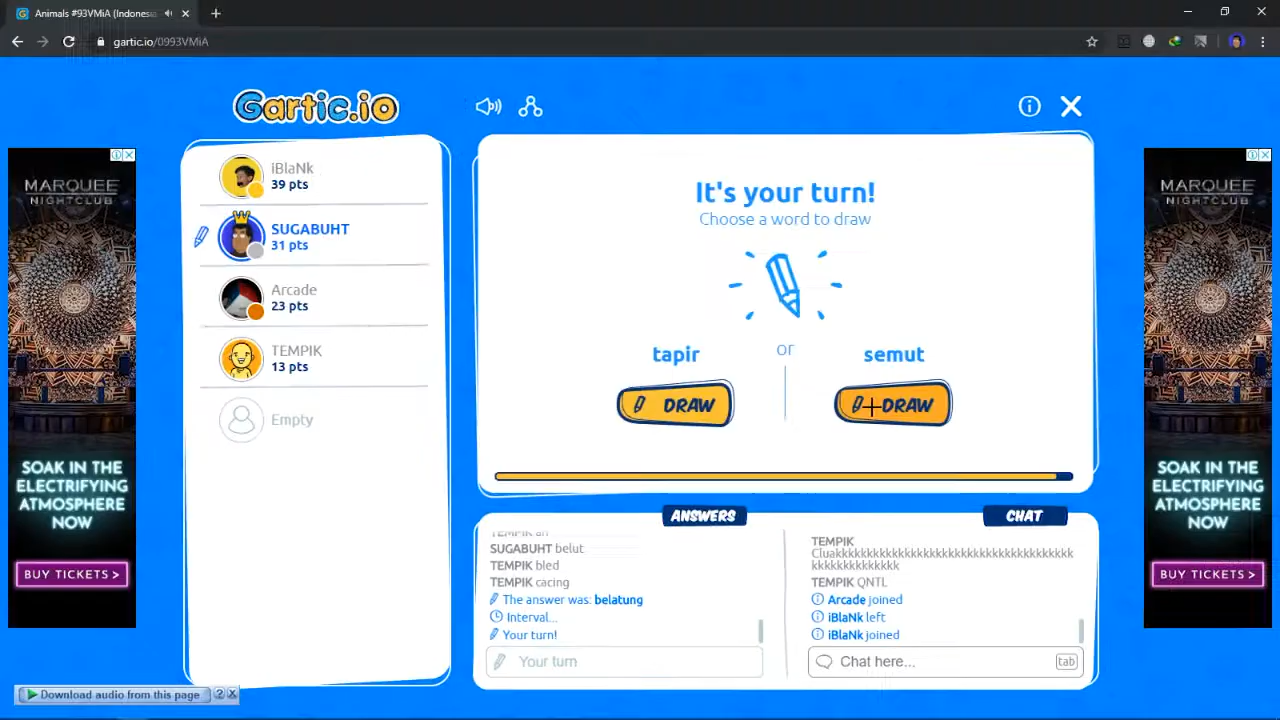 Animals #93VMiA (Indonesia
gartic.io/0993VMiA
Gartic.io
iBlaNk
39 pts
SUGABUHT
31 pts
Arcade
23 pts
TEMPIK
13 pts
Empty
It's your turn!
Choose a word to draw
tapir
or
semut
DRAW
DRAW
ANSWERS
SUGABUHT belut
TEMPIK bled
TEMPIK cacing
The answer was: belatung
Interval...
Your turn!
Your turn
CHAT
TEMPIK
TEMPIK QNTL
Arcade joined
iBlaNk left
iBlaNk joined
Chat here...
tab
MARQUEE
NIGHTCLUB
SOAK IN THE
ELECTRIFYING
ATMOSPHERE
NOW
BUY TICKETS >
MARQUEE
NIGHTCLUB
SOAK IN THE
ELECTRIFYING
ATMOSPHERE
NOW
BUY TICKETS >
Download audio from this page
? X